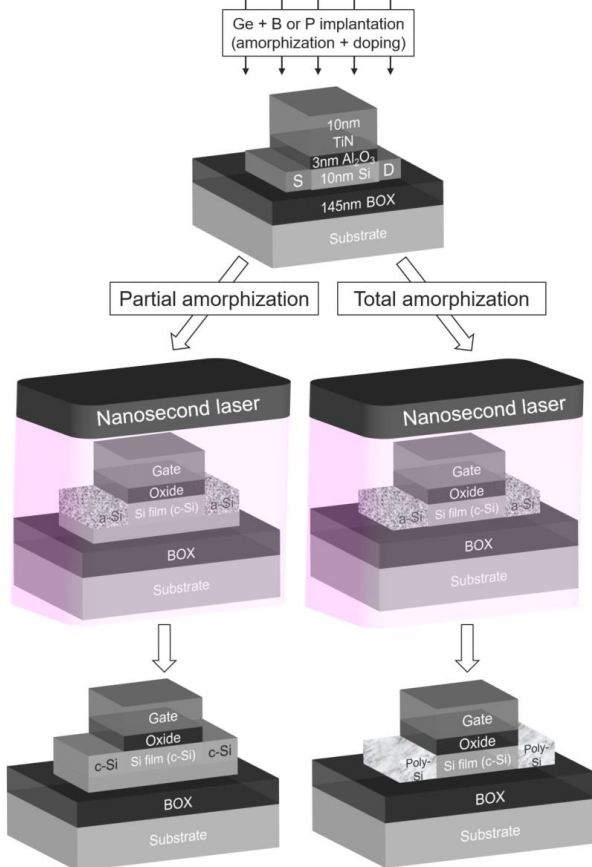 Ge + B or P implantation
(amorphization + doping)
10nm
TiN
3nm Al₂O₃
S 10nm Si D
145nm BOX
Substrate
Partial amorphization
Total amorphization
Nanosecond laser
Gate
Oxide
a-Si Si film (c-Si) a-Si
BOX
Substrate
Nanosecond laser
Gate
Oxide
a-Si Si film (c-Si) a-Si
BOX
Substrate
Gate
Oxide
c-Si Si film (c-Si) c-Si
BOX
Substrate
Gate
Oxide
Poly-
Si
Si film (c-Si)
Poly-
Si
BOX
Substrate